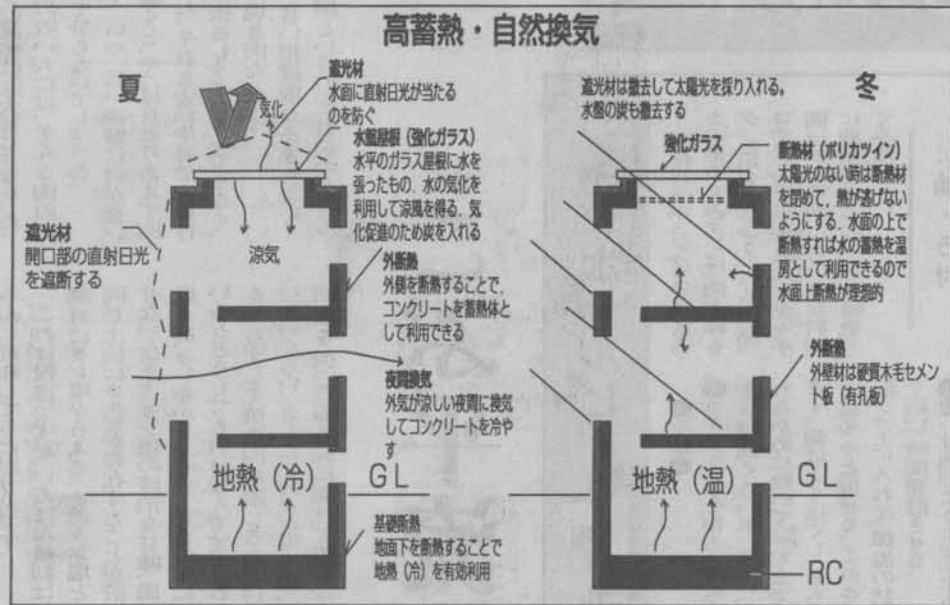 高蓄熱・自然換気
夏
遮光材
水面に直射日光が当たる
のを防ぐ
気化
水盤屋根（強化ガラス）
水平のガラス屋根に水を
張ったもの．水の気化を
利用して涼風を得る．気
化促進のため炭を入れる
遮光材
開口部の直射日光
を遮断する
涼気
外断熱
外側を断熱することで、
コンクリートを蓄熱体と
して利用できる
夜間換気
外気が涼しい夜間に換気
してコンクリートを冷や
す
地熱（冷）
GL
基礎断熱
地面下を断熱することで
地熱（冷）を有効利用
冬
遮光材は撤去して太陽光を採り入れる。
水盤の炭も撤去する
強化ガラス
断熱材（ポリカツイン）
太陽光のない時は断熱材
を閉めて、熱が逃げない
ようにする．水面の上で
断熱すれば水の蓄熱を温
房として利用できるので
水面上断熱が理想的
外断熱
外壁材は硬質木毛セメン
ト板（有孔板）
地熱（温）
GL
RC